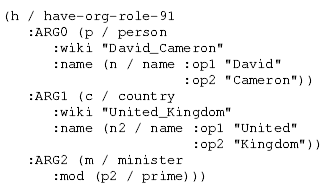 (h / have-org-role-91
:ARG0 (p / person
:wiki "David_Cameron"
:name (n / name :op1 "David"
:op2 "Cameron"))
:ARG1 (c / country
:wiki "United_Kingdom"
:name (n2 / name :op1 "United"
:op2 "Kingdom"))
:ARG2 (m / minister
:mod (p2 / prime)))